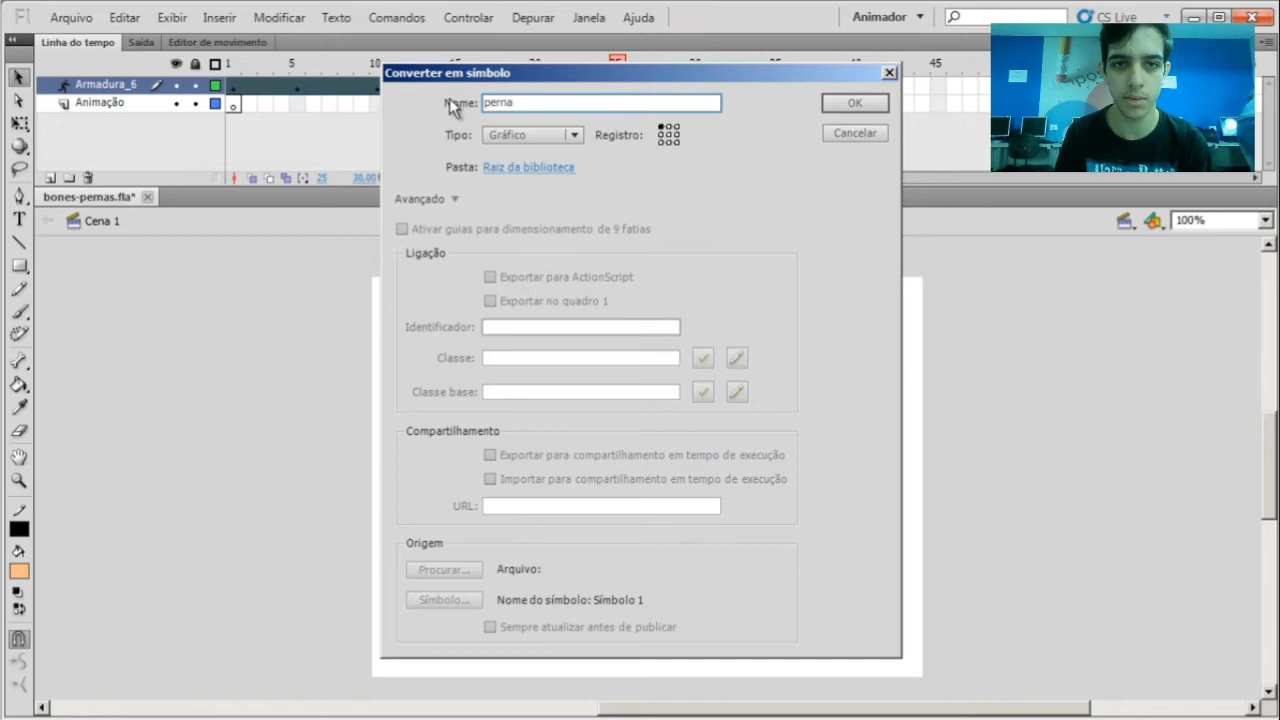 Fl Arquivo Editar Exibir Inserir Modificar Texto Comandos Controlar Depurar Janela Ajuda Animador CS Live
Linha do tempo Saída Editor de movimento
1 5 10 45
Armadura_6
Animação
25 30,00
bones-pernas.fla*
Cena 1
100%
Converter em símbolo
Nome: perna OK
Tipo: Gráfico Registro: Cancelar
Pasta: Raiz da biblioteca
Avançado
Ativar guias para dimensionamento de 9 fatias
Ligação
Exportar para ActionScript
Exportar no quadro 1
Identificador:
Classe:
Classe base:
Compartilhamento
Exportar para compartilhamento em tempo de execução
Importar para compartilhamento em tempo de execução
URL:
Origem
Procurar... Arquivo:
Símbolo... Nome do símbolo: Símbolo 1
Sempre atualizar antes de publicar